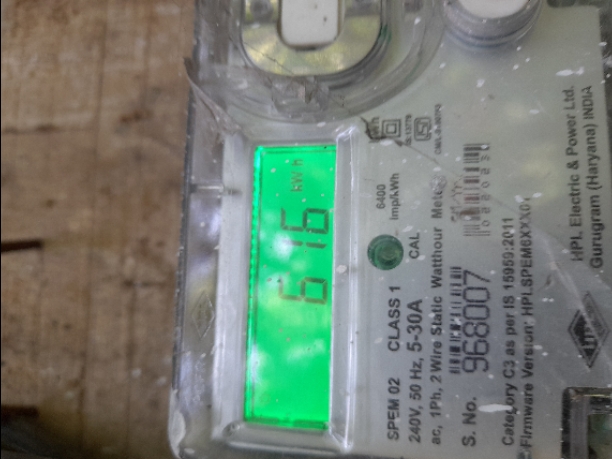 616
KW H
6400
Imp/kWh
CAL
SPEM 02 CLASS 1
240V, 50 Hz, 5-30A
ac, 1Ph, 2 Wire Static Watthour Meter
S. No. 968007
Category C3 as per IS 15959:2011
Firmware Version: HPLSPEM6XXX01
HPL Electric & Power Ltd.
Gurugram (Haryana) INDIA